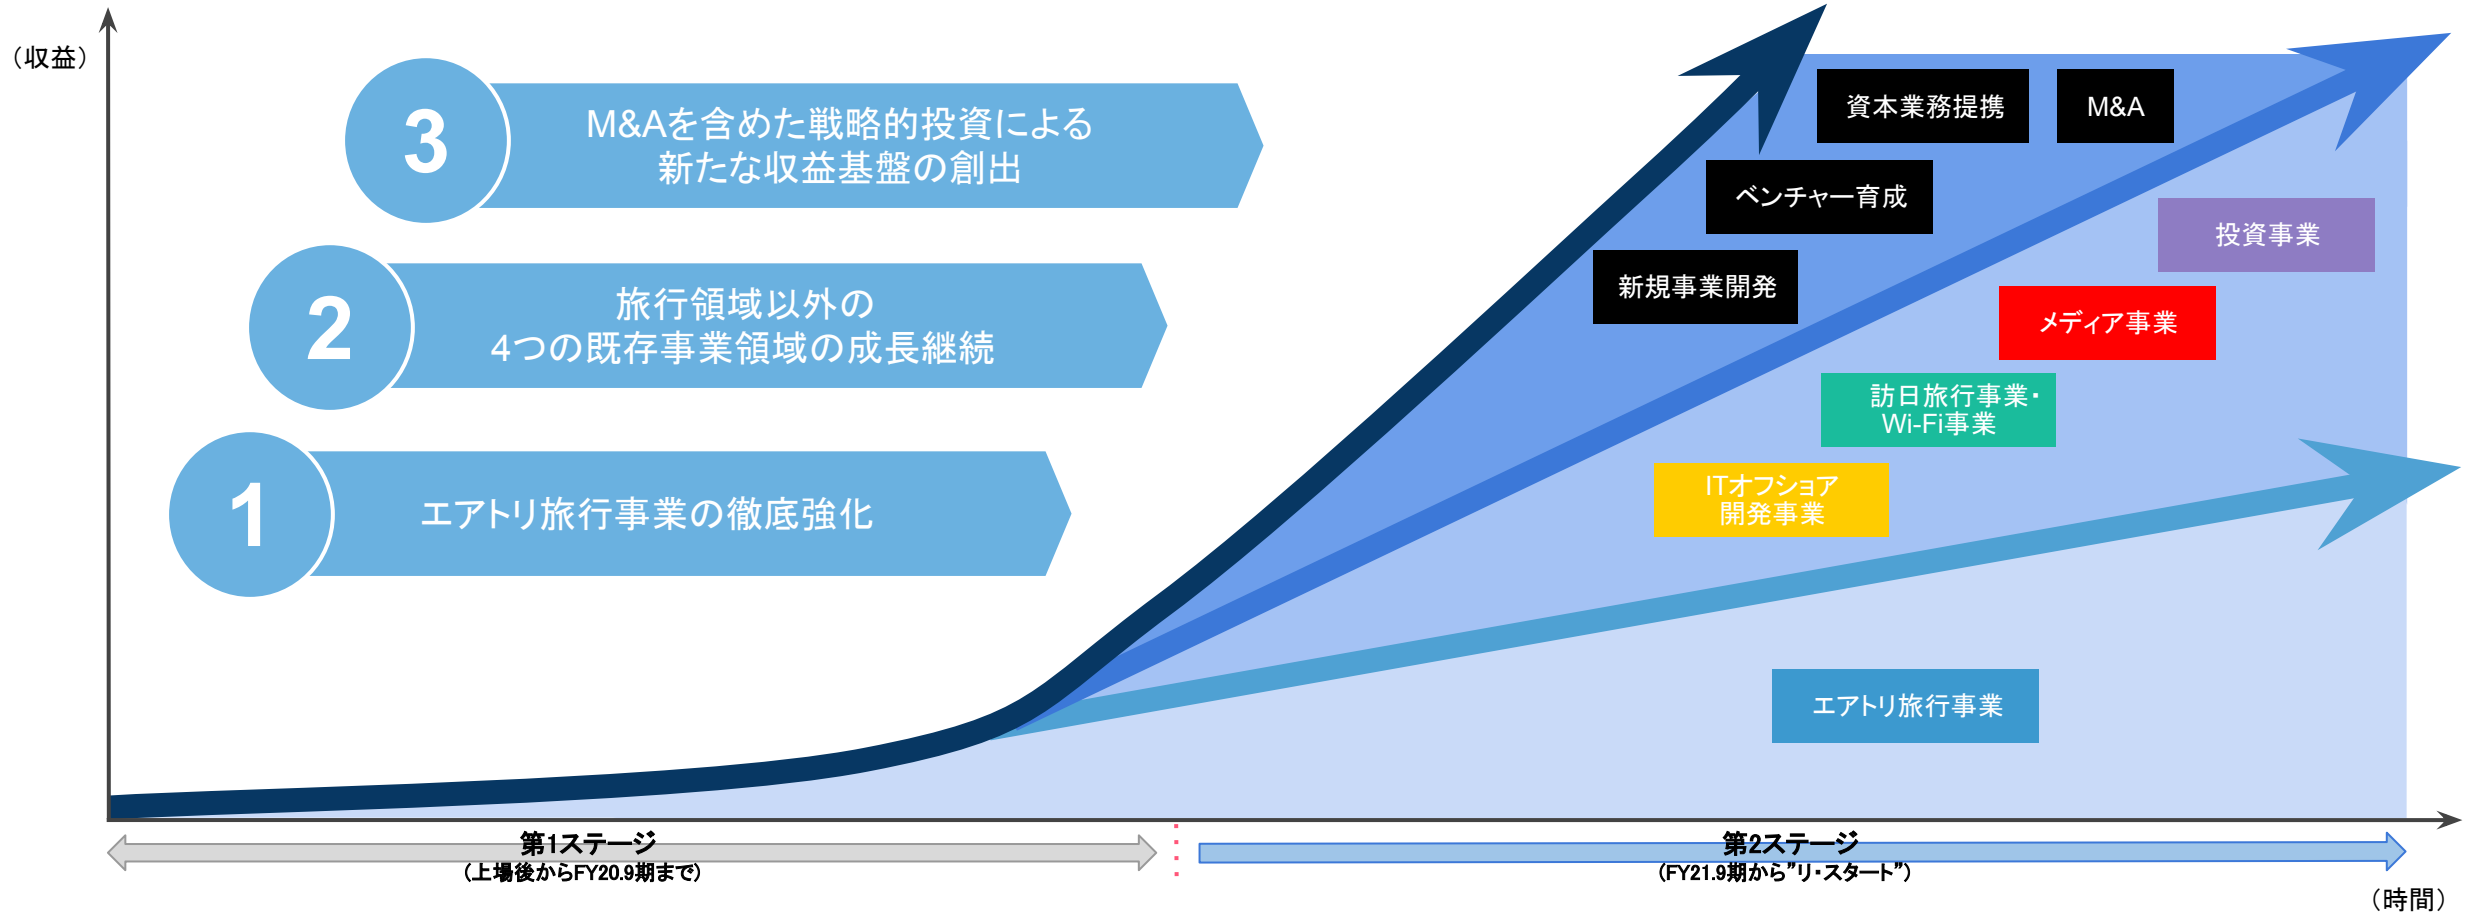 （収益）
3
M&Aを含めた戦略的投資による
新たな収益基盤の創出
2
旅行領域以外の
4つの既存事業領域の成長継続
1
エアトリ旅行事業の徹底強化
資本業務提携
M&A
ベンチャー育成
投資事業
新規事業開発
メディア事業
訪日旅行事業・
Wi-Fi事業
ITオフショア
開発事業
エアトリ旅行事業
第1ステージ
（上場後からFY20.9期まで）
第2ステージ
（FY21.9期から”リ・スタート”）
（時間）